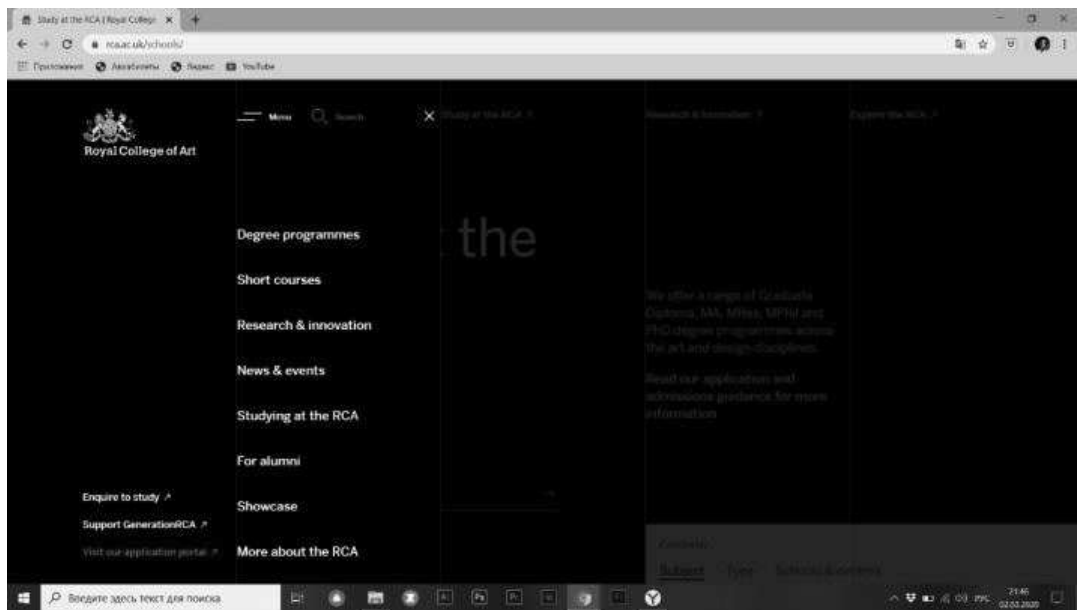 Study at the RCA | Royal College
rca.ac.uk/schools/
Приложения Авиабилеты Яндекс YouTube
Royal College of Art
Menu Search Study at the RCA ↗ Research & innovation ↗ Explore the RCA ↗
the
Degree programmes
Short courses
Research & innovation
News & events
Studying at the RCA
For alumni
Showcase
More about the RCA
We offer a range of Graduate
Diploma, MA, MRes, MPhil and
PhD degree programmes across
the art and design disciplines.
Read our application and
admissions guidance for more
information
Enquire to study ↗
Support GenerationRCA ↗
Visit our application portal ↗
Subject Type
Введите здесь текст для поиска
РУС
21:46
02.03.2020